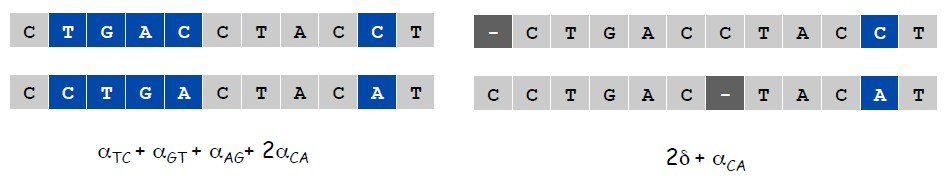 C T G A C C T A C C T
C C T G A C T A C A T
αTC + αGT + αAG+ 2αCA
- C T G A C C T A C C T
C C T G A C - T A C A T
2δ + αCA